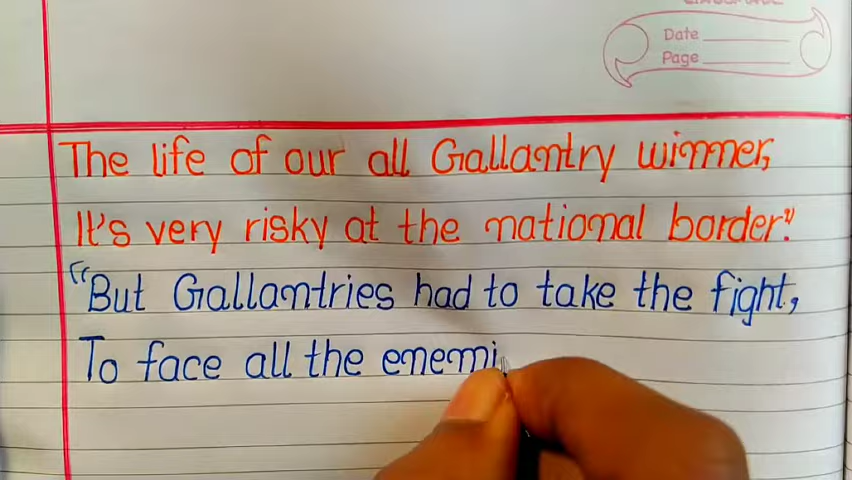 Date
Page
The life of our all Gallantry winner,
It's very risky at the national border."
"But Gallantries had to take the fight,
To face all the enemi